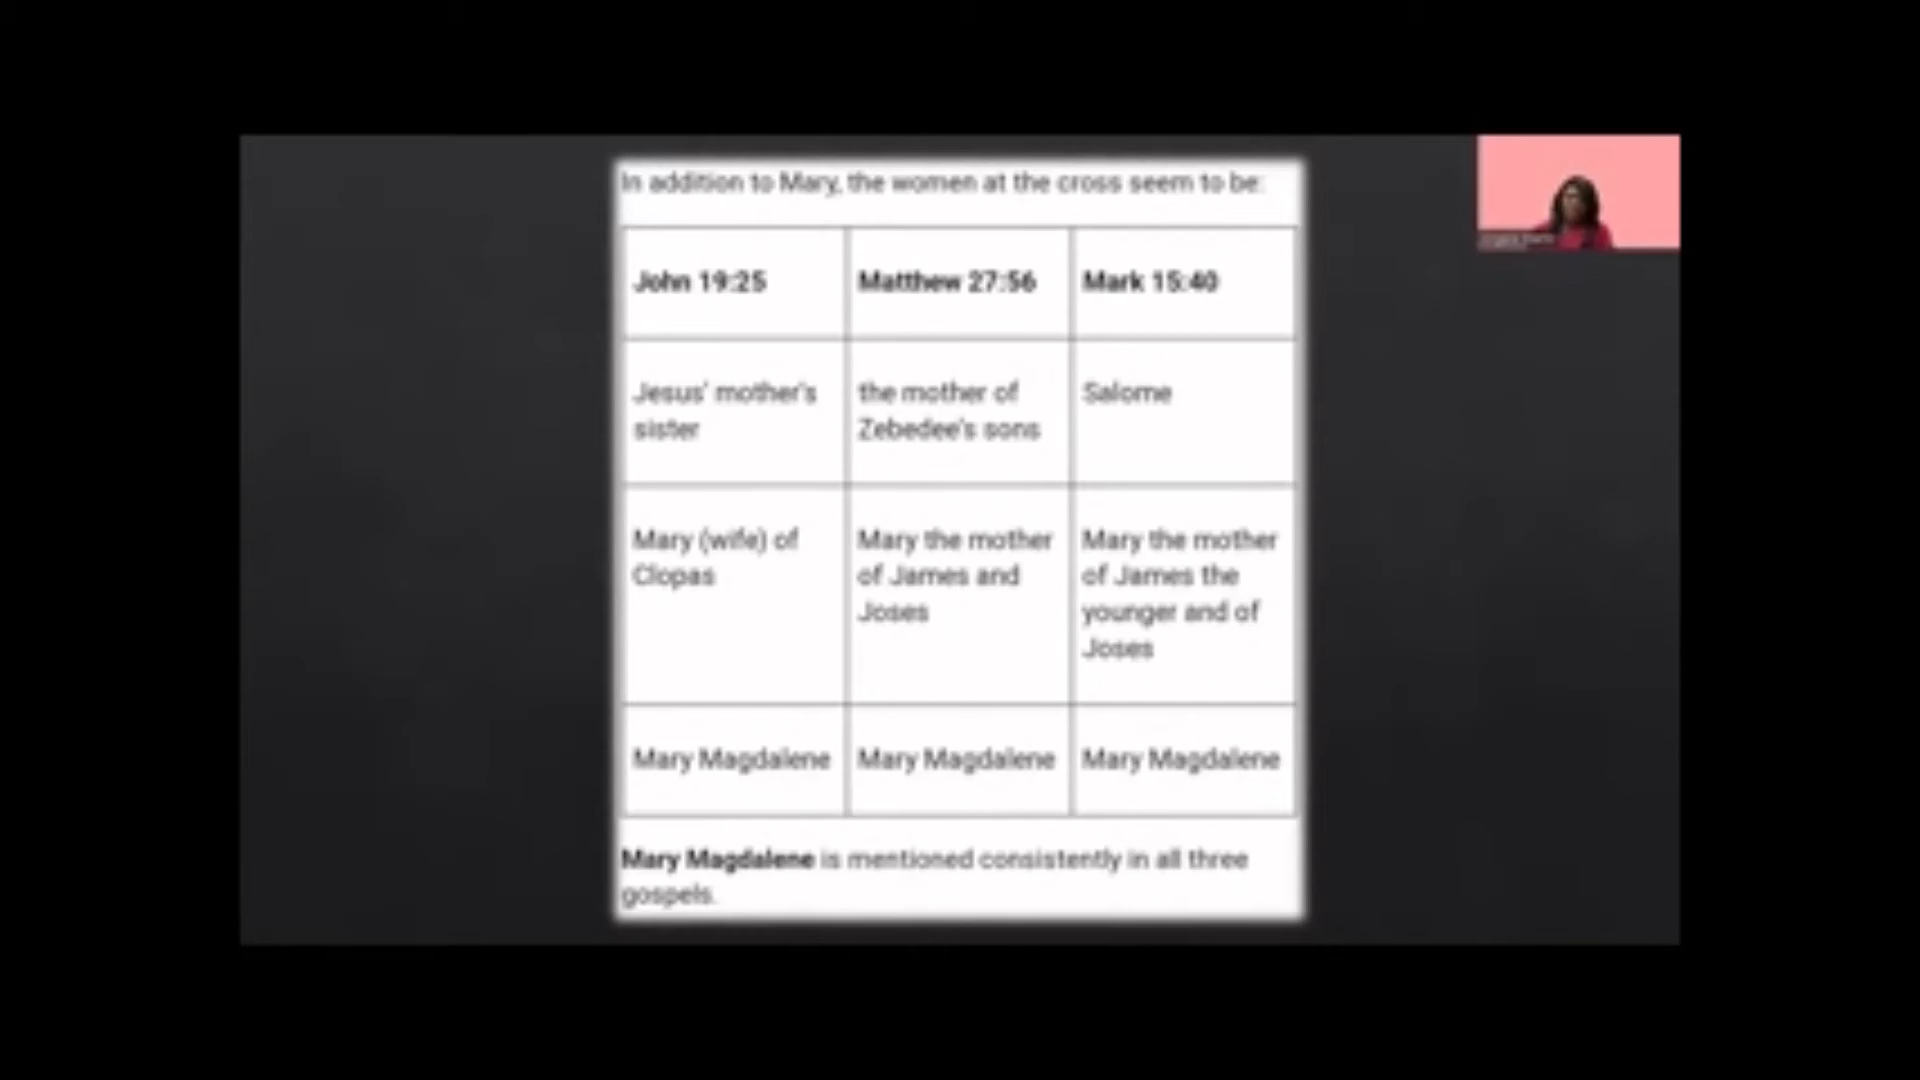 In addition to Mary, the women at the cross seem to be:
John 19:25
Matthew 27:56
Mark 15:40
Jesus' mother's
sister
the mother of
Zebedee's sons
Salome
Mary (wife) of
Clopas
Mary the mother
of James and
Joses
Mary the mother
of James the
younger and of
Joses
Mary Magdalene
Mary Magdalene
Mary Magdalene
Mary Magdalene is mentioned consistently in all three
gospels.